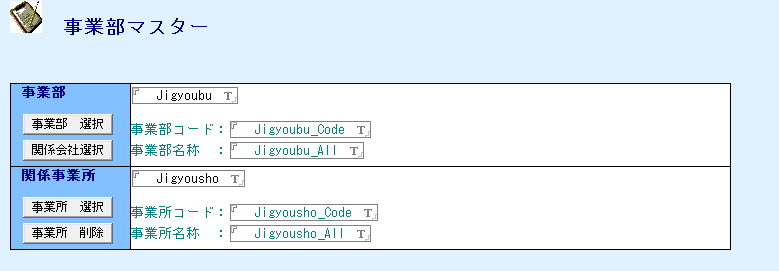 事業部マスター
事業部
Jigyoubu T
事業部　選択
事業部コード： Jigyoubu_Code T
関係会社選択
事業部名称　： Jigyoubu_All T
関係事業所
Jigyousho T
事業所　選択
事業所コード： Jigyousho_Code T
事業所　削除
事業所名称　： Jigyousho_All T